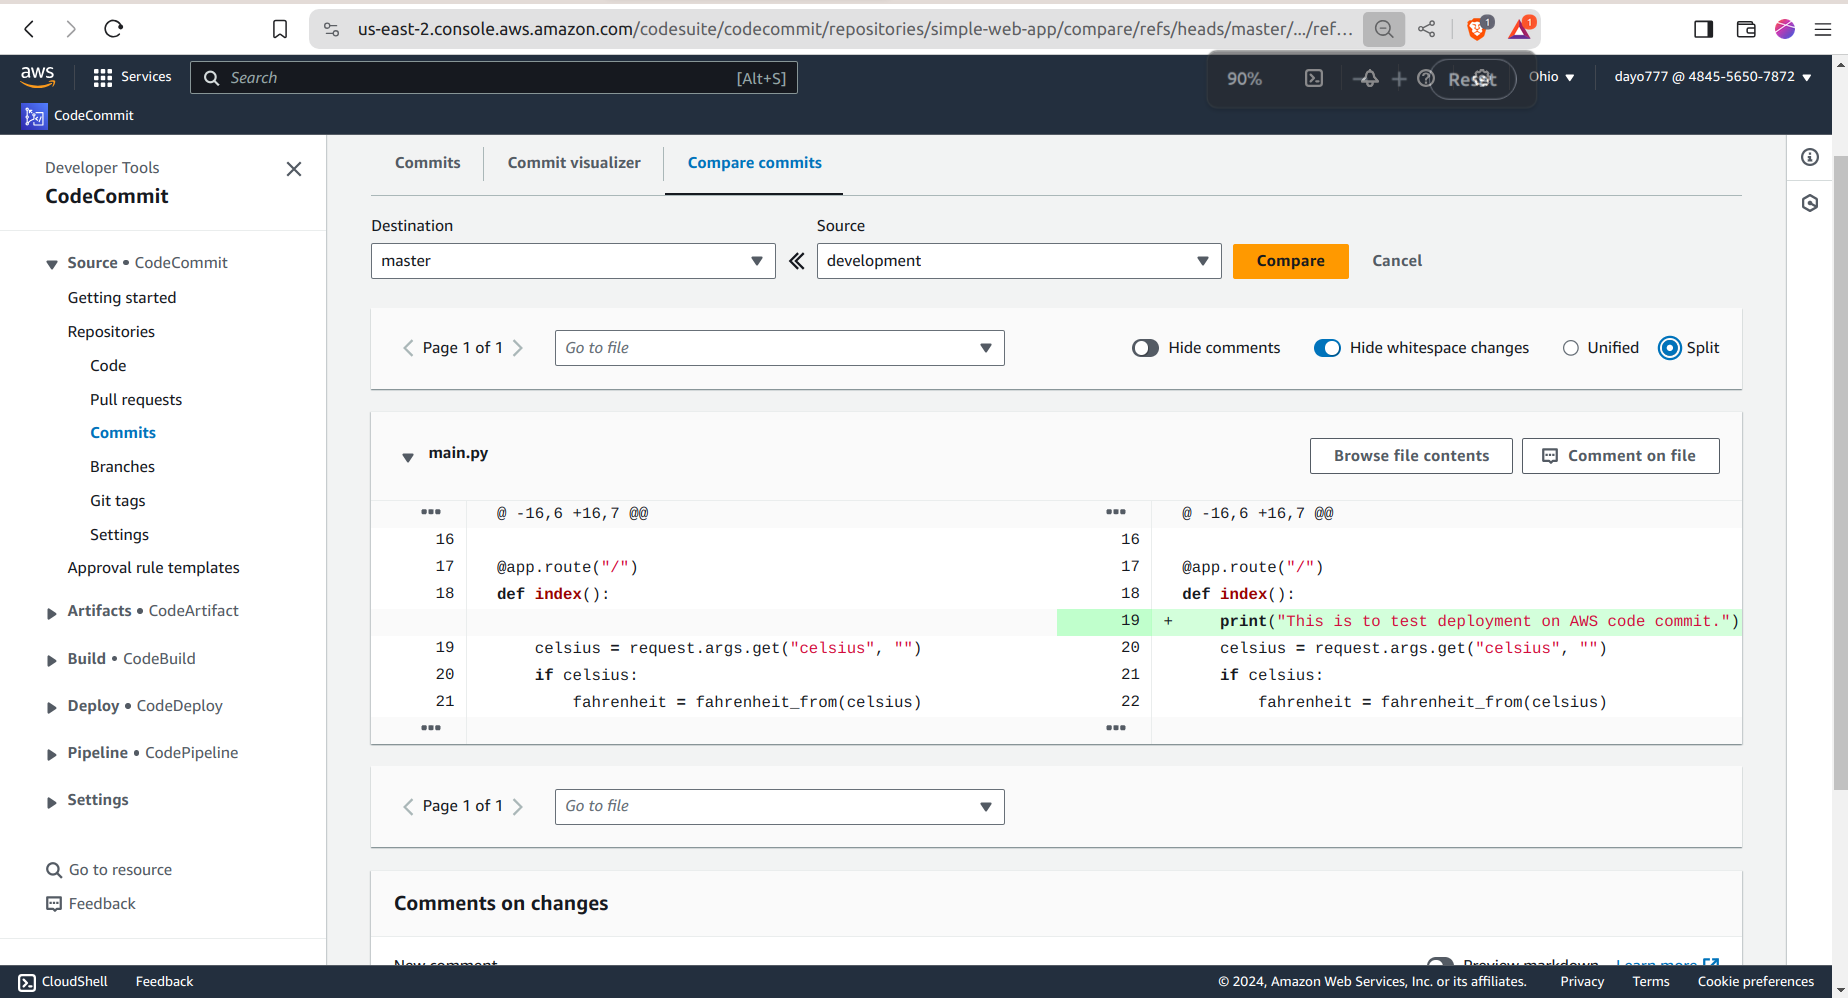 us-east-2.console.aws.amazon.com/codesuite/codecommit/repositories/simple-web-app/compare/refs/heads/master/.../ref...
1
1
aws
Services
Search
[Alt+S]
90%
Reset
Ohio
dayo777 @ 4845-5650-7872
CodeCommit
Developer Tools
CodeCommit
Source • CodeCommit
Getting started
Repositories
Code
Pull requests
Commits
Branches
Git tags
Settings
Approval rule templates
Artifacts • CodeArtifact
Build • CodeBuild
Deploy • CodeDeploy
Pipeline • CodePipeline
Settings
Go to resource
Feedback
Commits
Commit visualizer
Compare commits
Destination
Source
master
development
Compare
Cancel
Page 1 of 1
Go to file
Hide comments
Hide whitespace changes
Unified
Split
main.py
Browse file contents
Comment on file
@ -16,6 +16,7 @@
16
17 @app.route("/")
18 def index():
19 celsius = request.args.get("celsius", "")
20 if celsius:
21 fahrenheit = fahrenheit_from(celsius)
@ -16,6 +16,7 @@
16
17 @app.route("/")
18 def index():
19 + print("This is to test deployment on AWS code commit.")
20 celsius = request.args.get("celsius", "")
21 if celsius:
22 fahrenheit = fahrenheit_from(celsius)
Page 1 of 1
Go to file
Comments on changes
New comment
Preview markdown
Learn more
CloudShell
Feedback
© 2024, Amazon Web Services, Inc. or its affiliates.
Privacy
Terms
Cookie preferences